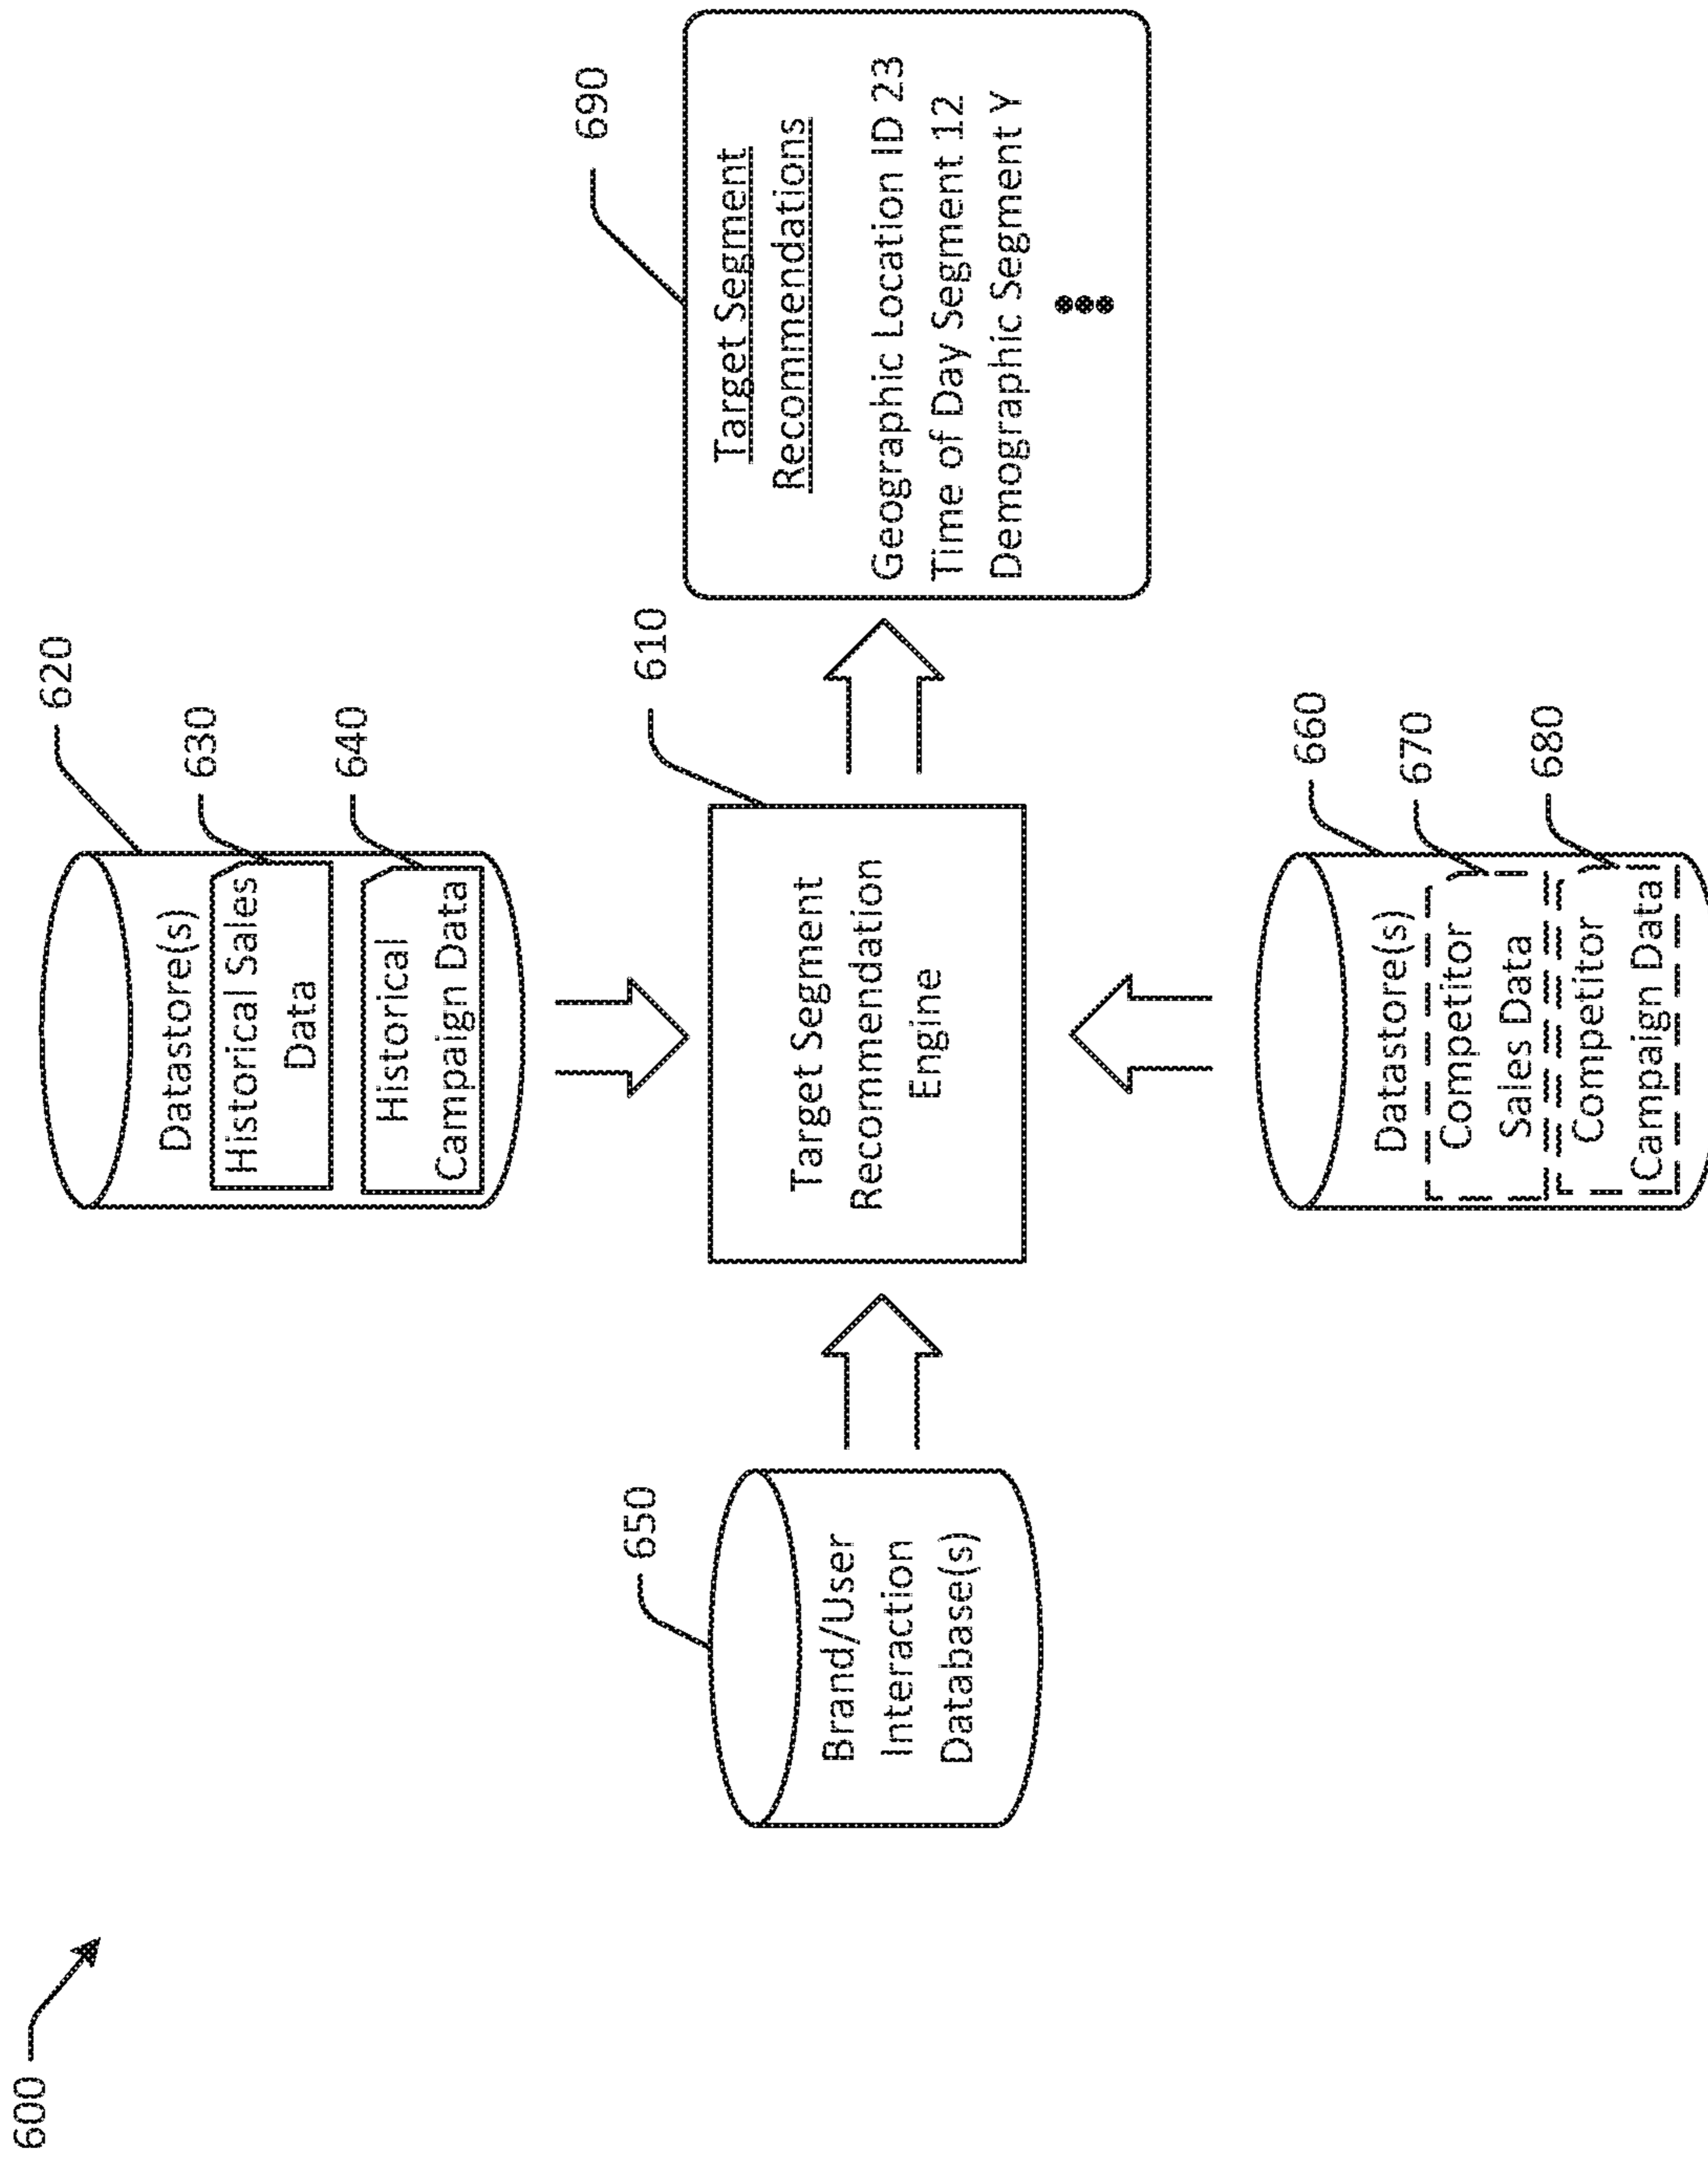 600
620
Datastore(s)
630
Historical Sales
Data
640
Historical
Campaign Data
650
Brand/User
Interaction
Database(s)
610
Target Segment
Recommendation
Engine
690
Target Segment
Recommendations
Geographic Location ID 23
Time of Day Segment 12
Demographic Segment Y
660
Datastore(s)
670
Competitor
Sales Data
680
Competitor
Campaign Data